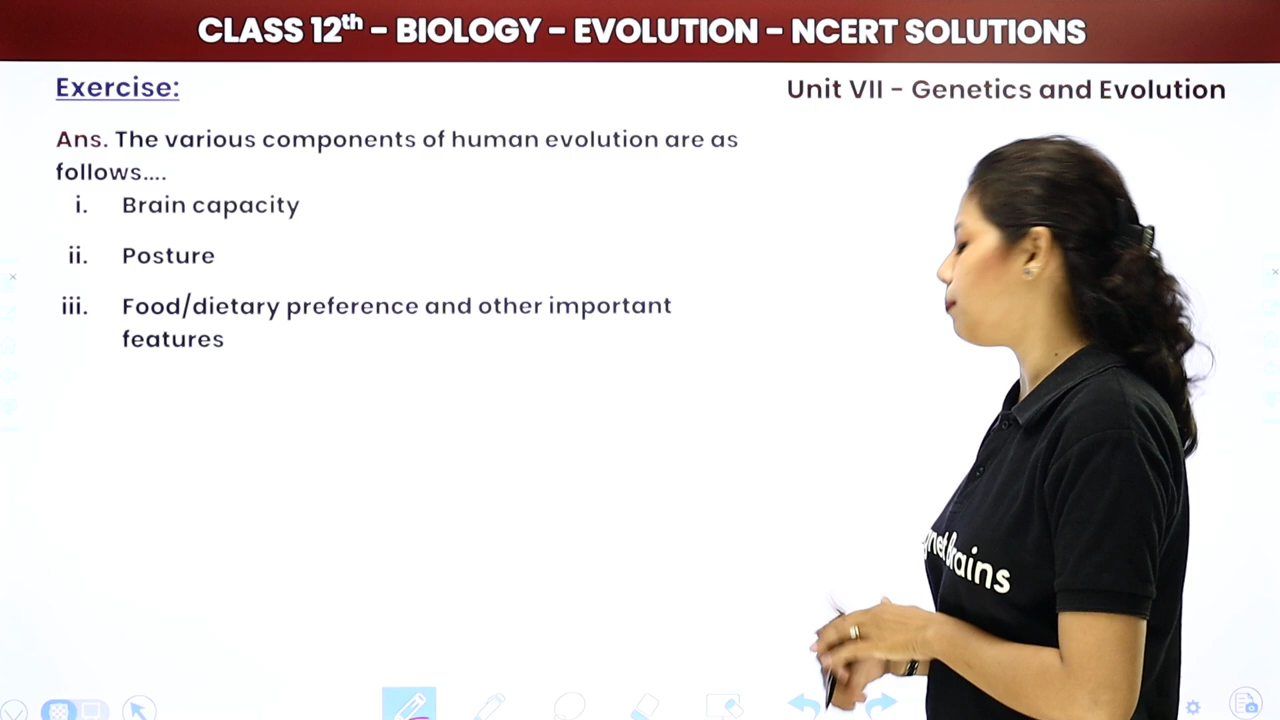 CLASS 12th - BIOLOGY - EVOLUTION - NCERT SOLUTIONS
Exercise:
Unit VII - Genetics and Evolution
Ans. The various components of human evolution are as
follows....
i. Brain capacity
ii. Posture
iii. Food/dietary preference and other important
features